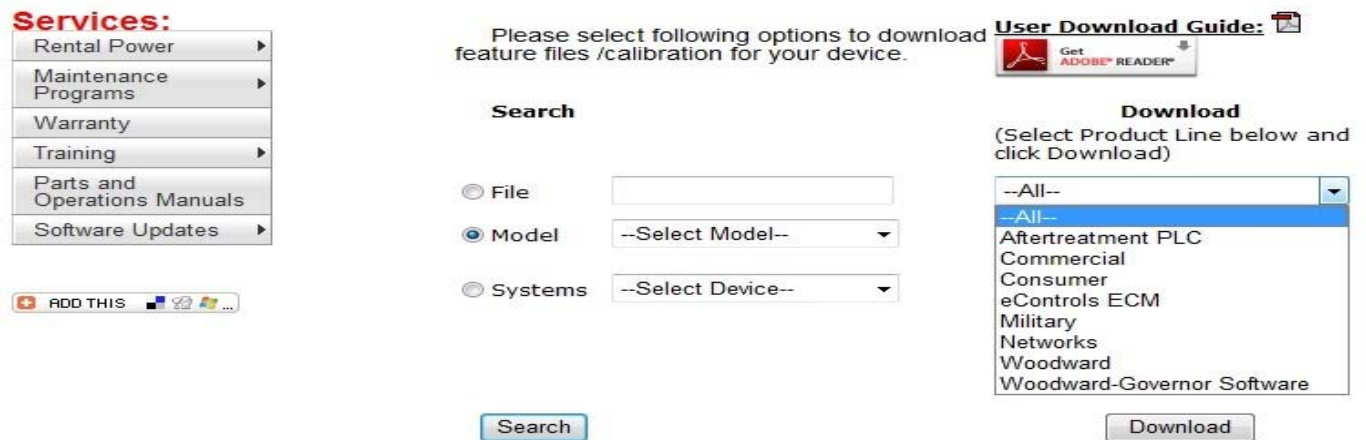 Services:
Rental Power
Maintenance
Programs
Warranty
Training
Parts and
Operations Manuals
Software Updates
ADD THIS
...
Please select following options to download
feature files /calibration for your device.
Search
File
Model
--Select Model--
Systems
--Select Device--
Search
User Download Guide:
Get
ADOBE® READER®
Download
(Select Product Line below and
click Download)
--All--
--All--
Aftertreatment PLC
Commercial
Consumer
eControls ECM
Military
Networks
Woodward
Woodward-Governor Software
Download